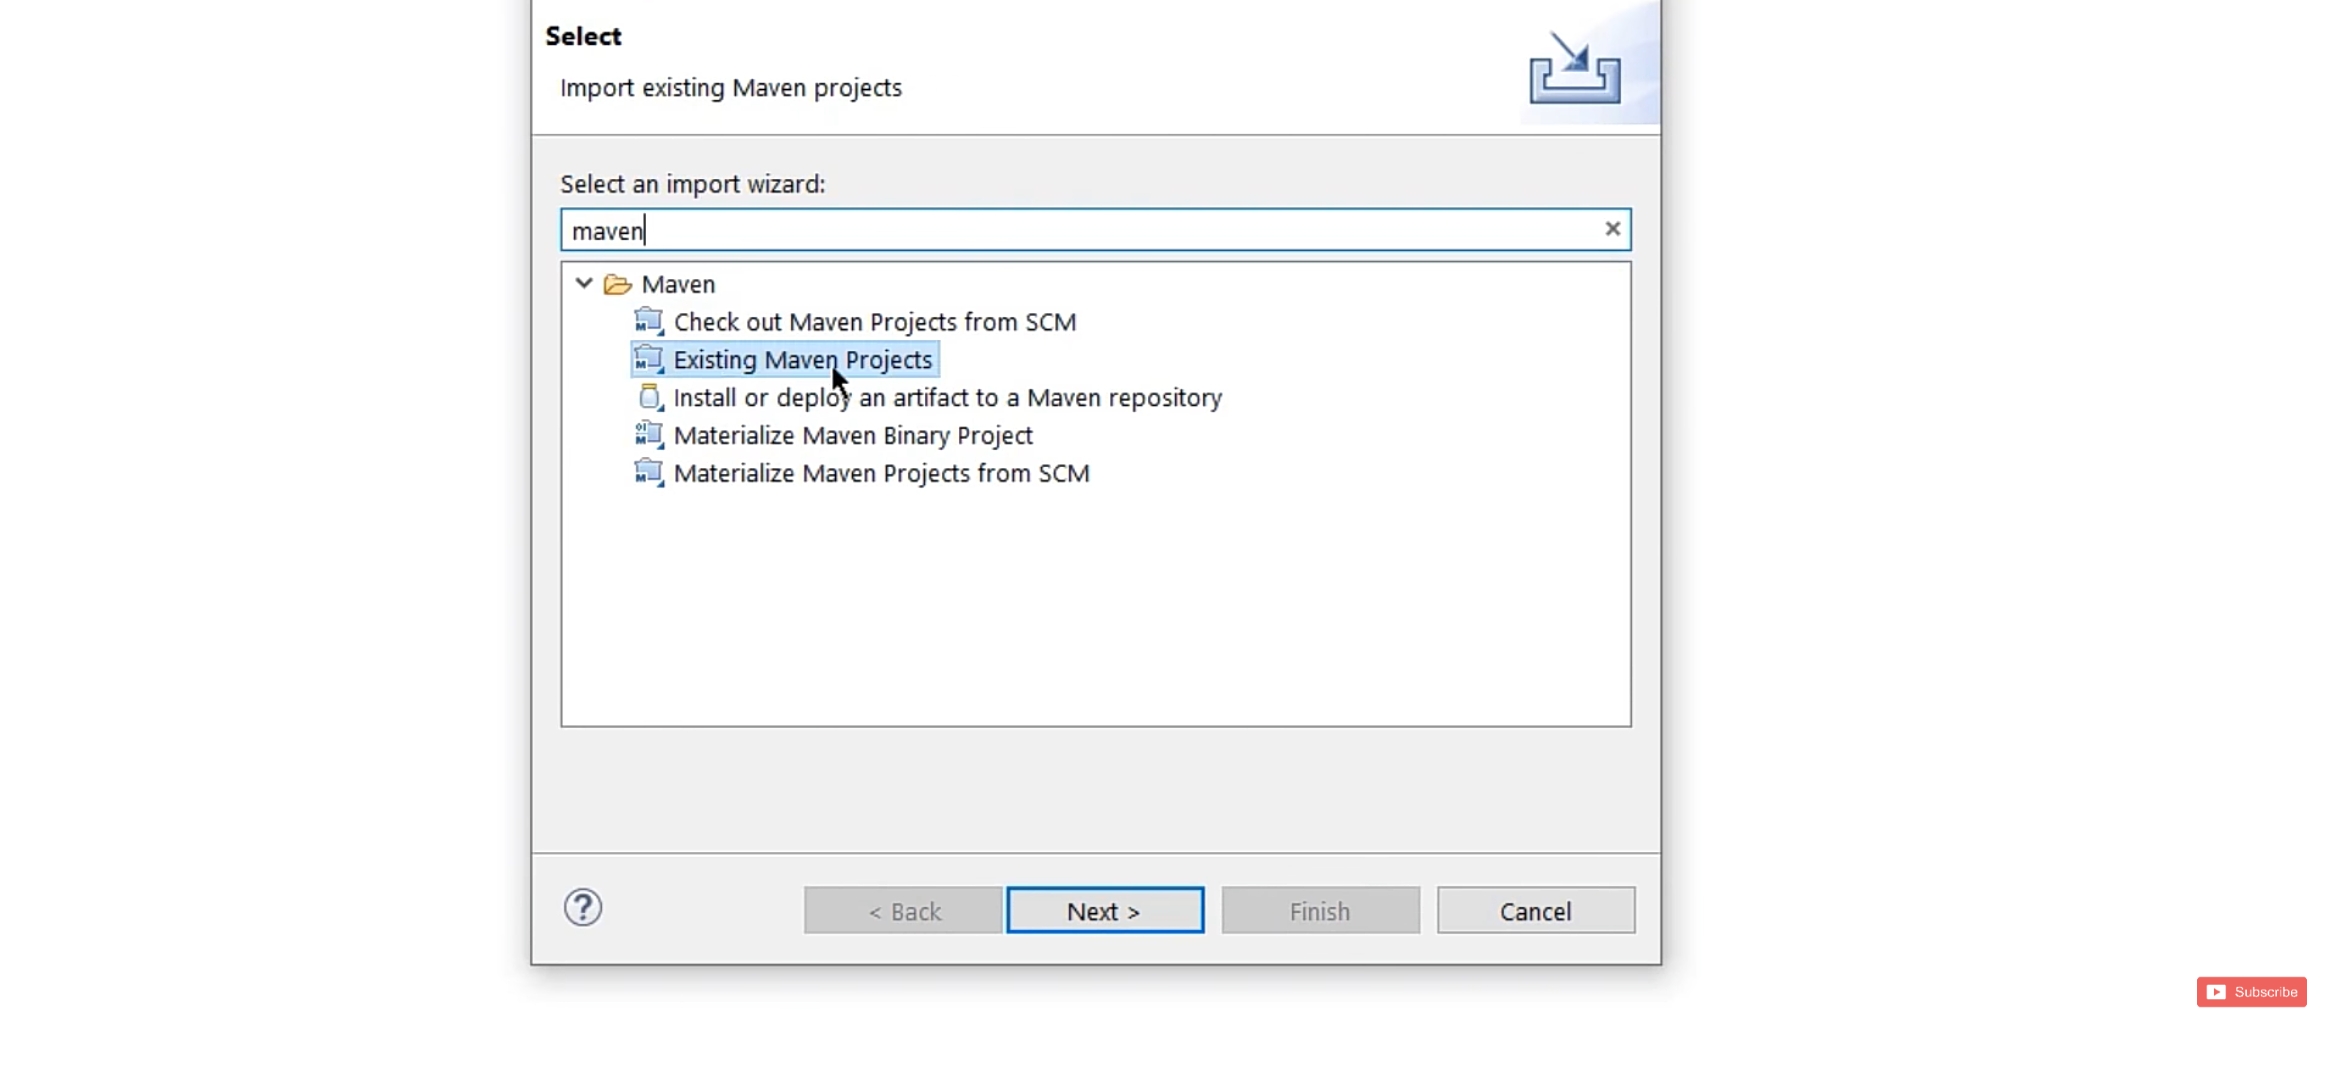 Select
Import existing Maven projects
Select an import wizard:
maven
Maven
Check out Maven Projects from SCM
Existing Maven Projects
Install or deploy an artifact to a Maven repository
Materialize Maven Binary Project
Materialize Maven Projects from SCM
< Back Next > Finish Cancel
Subscribe